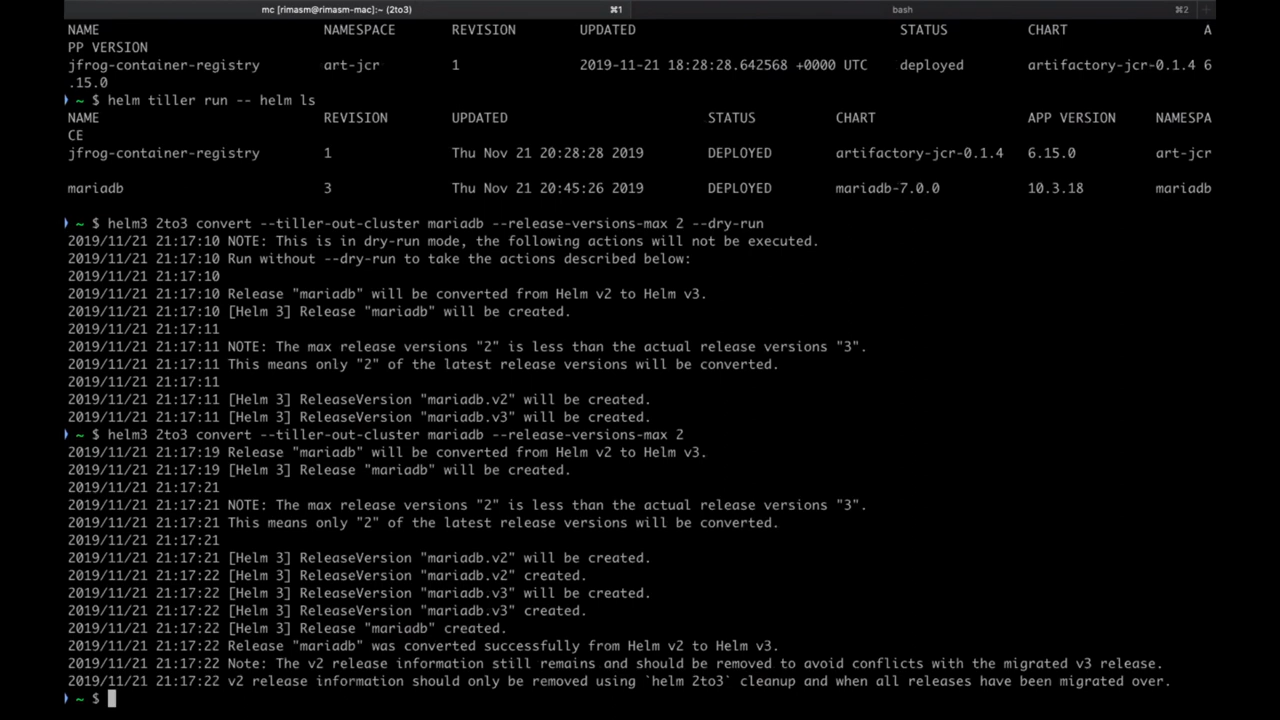 mc [rimasm@rimasm-mac]:~ (2to3) ⌘1 bash ⌘2
NAME NAMESPACE REVISION UPDATED STATUS CHART A
PP VERSION
jfrog-container-registry art-jcr 1 2019-11-21 18:28:28.642568 +0000 UTC deployed artifactory-jcr-0.1.4 6
.15.0
~ $ helm tiller run -- helm ls
NAME REVISION UPDATED STATUS CHART APP VERSION NAMESPA
CE
jfrog-container-registry 1 Thu Nov 21 20:28:28 2019 DEPLOYED artifactory-jcr-0.1.4 6.15.0 art-jcr
mariadb 3 Thu Nov 21 20:45:26 2019 DEPLOYED mariadb-7.0.0 10.3.18 mariadb
~ $ helm3 2to3 convert --tiller-out-cluster mariadb --release-versions-max 2 --dry-run
2019/11/21 21:17:10 NOTE: This is in dry-run mode, the following actions will not be executed.
2019/11/21 21:17:10 Run without --dry-run to take the actions described below:
2019/11/21 21:17:10
2019/11/21 21:17:10 Release "mariadb" will be converted from Helm v2 to Helm v3.
2019/11/21 21:17:10 [Helm 3] Release "mariadb" will be created.
2019/11/21 21:17:11
2019/11/21 21:17:11 NOTE: The max release versions "2" is less than the actual release versions "3".
2019/11/21 21:17:11 This means only "2" of the latest release versions will be converted.
2019/11/21 21:17:11
2019/11/21 21:17:11 [Helm 3] ReleaseVersion "mariadb.v2" will be created.
2019/11/21 21:17:11 [Helm 3] ReleaseVersion "mariadb.v3" will be created.
~ $ helm3 2to3 convert --tiller-out-cluster mariadb --release-versions-max 2
2019/11/21 21:17:19 Release "mariadb" will be converted from Helm v2 to Helm v3.
2019/11/21 21:17:19 [Helm 3] Release "mariadb" will be created.
2019/11/21 21:17:21
2019/11/21 21:17:21 NOTE: The max release versions "2" is less than the actual release versions "3".
2019/11/21 21:17:21 This means only "2" of the latest release versions will be converted.
2019/11/21 21:17:21
2019/11/21 21:17:21 [Helm 3] ReleaseVersion "mariadb.v2" will be created.
2019/11/21 21:17:22 [Helm 3] ReleaseVersion "mariadb.v2" created.
2019/11/21 21:17:22 [Helm 3] ReleaseVersion "mariadb.v3" will be created.
2019/11/21 21:17:22 [Helm 3] ReleaseVersion "mariadb.v3" created.
2019/11/21 21:17:22 [Helm 3] Release "mariadb" created.
2019/11/21 21:17:22 Release "mariadb" was converted successfully from Helm v2 to Helm v3.
2019/11/21 21:17:22 Note: The v2 release information still remains and should be removed to avoid conflicts with the migrated v3 release.
2019/11/21 21:17:22 v2 release information should only be removed using `helm 2to3` cleanup and when all releases have been migrated over.
~ $